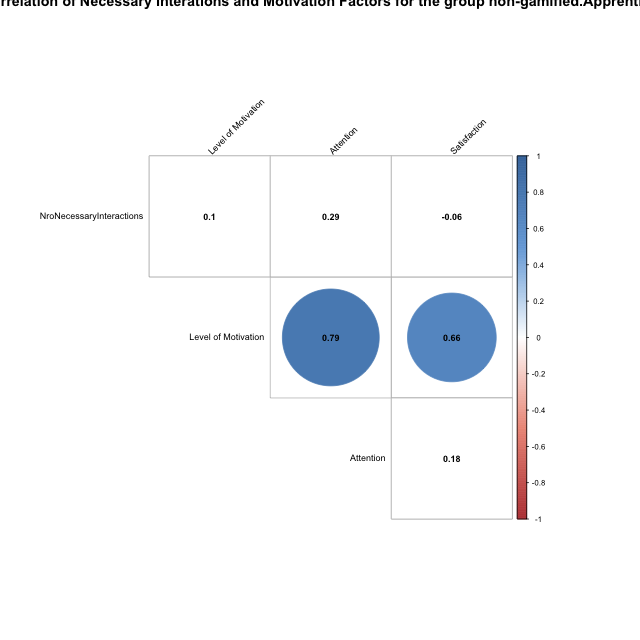 rrelation of Necessary Interations and Motivation Factors for the group non-gamified.Apprenti
Level of Motivation
Attention
Satisfaction
1
NroNecessaryInteractions
0.1
0.29
-0.06
0.8
0.6
0.4
0.2
Level of Motivation
0.79
0.66
0
-0.2
-0.4
Attention
0.18
-0.6
-0.8
-1